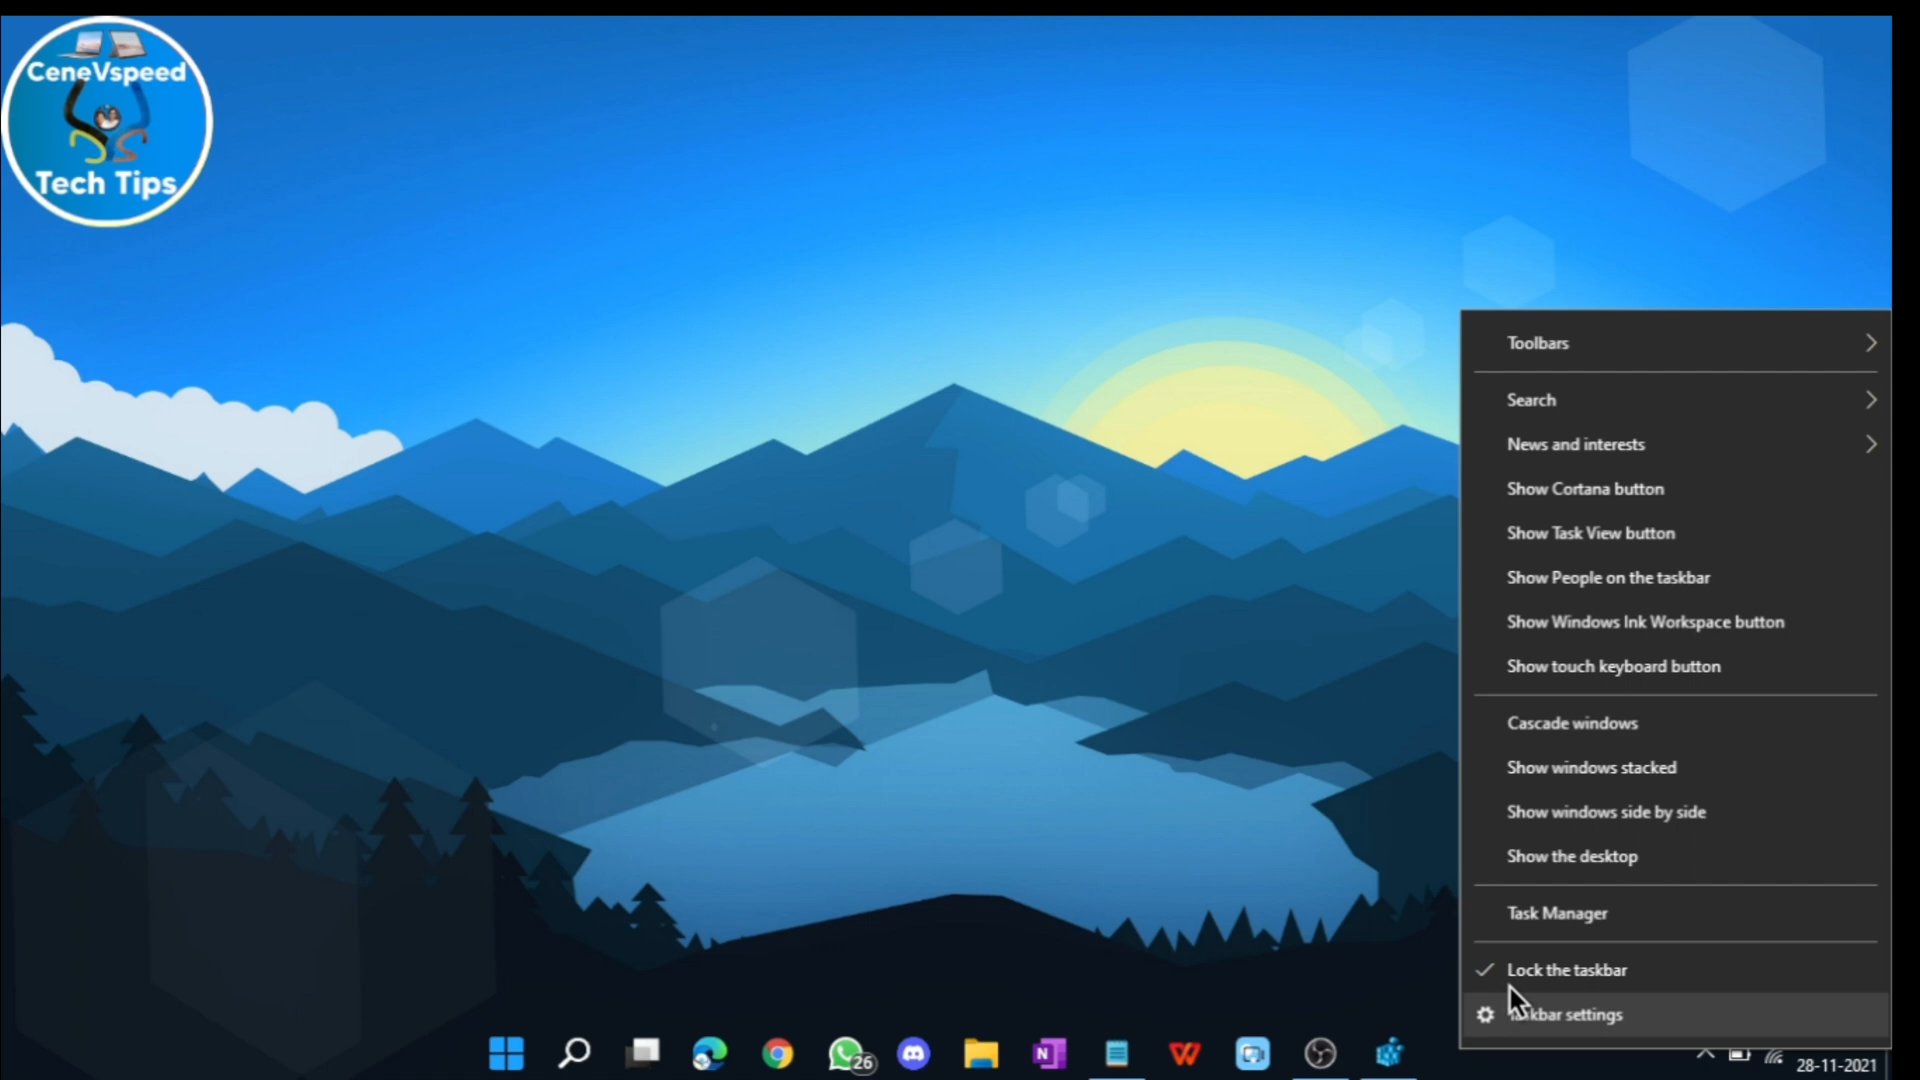 CeneVspeed
Tech Tips
Toolbars
Search
News and interests
Show Cortana button
Show Task View button
Show People on the taskbar
Show Windows Ink Workspace button
Show touch keyboard button
Cascade windows
Show windows stacked
Show windows side by side
Show the desktop
Task Manager
Lock the taskbar
Taskbar settings
26
N
W
28-11-2021